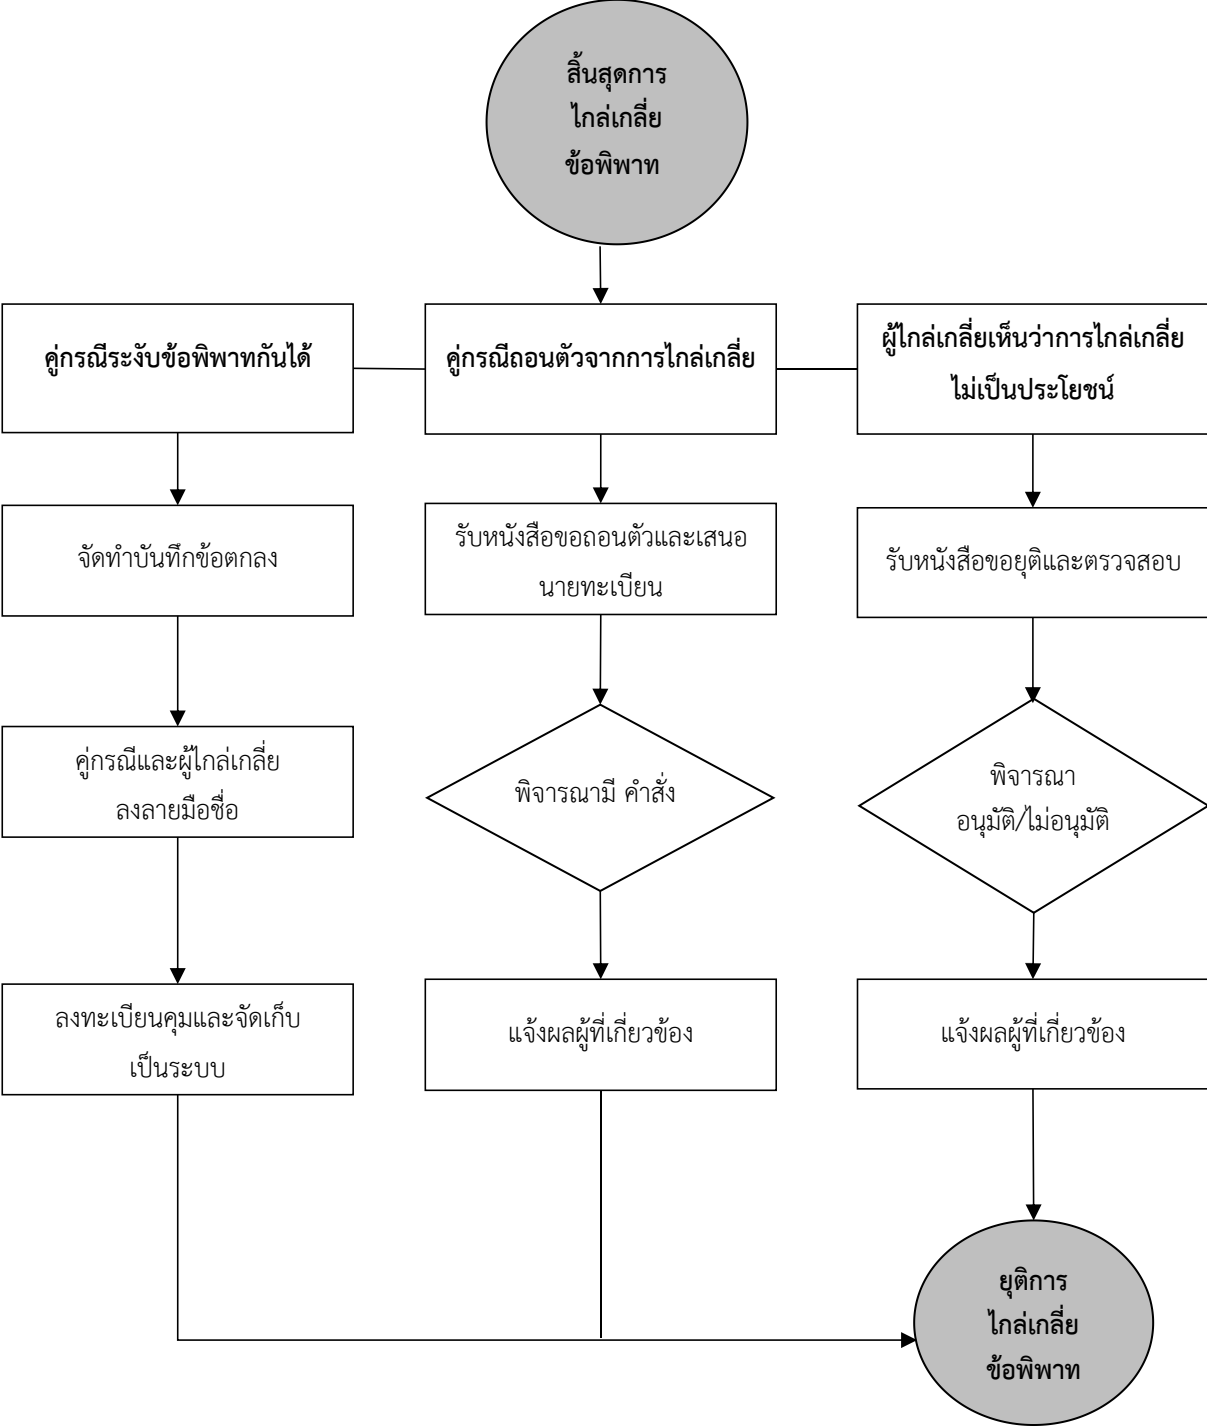 สิ้นสุดการ
ไกล่เกลี่ย
ข้อพิพาท
คู่กรณีระงับข้อพิพาทกันได้
คู่กรณีถอนตัวจากการไกล่เกลี่ย
ผู้ไกล่เกลี่ยเห็นว่าการไกล่เกลี่ย
ไม่เป็นประโยชน์
จัดทำบันทึกข้อตกลง
รับหนังสือขอถอนตัวและเสนอ
นายทะเบียน
รับหนังสือขอยุติและตรวจสอบ
คู่กรณีและผู้ไกล่เกลี่ย
ลงลายมือชื่อ
พิจารณามี คำสั่ง
พิจารณา
อนุมัติ/ไม่อนุมัติ
ลงทะเบียนคุมและจัดเก็บ
เป็นระบบ
แจ้งผลผู้ที่เกี่ยวข้อง
แจ้งผลผู้ที่เกี่ยวข้อง
ยุติการ
ไกล่เกลี่ย
ข้อพิพาท